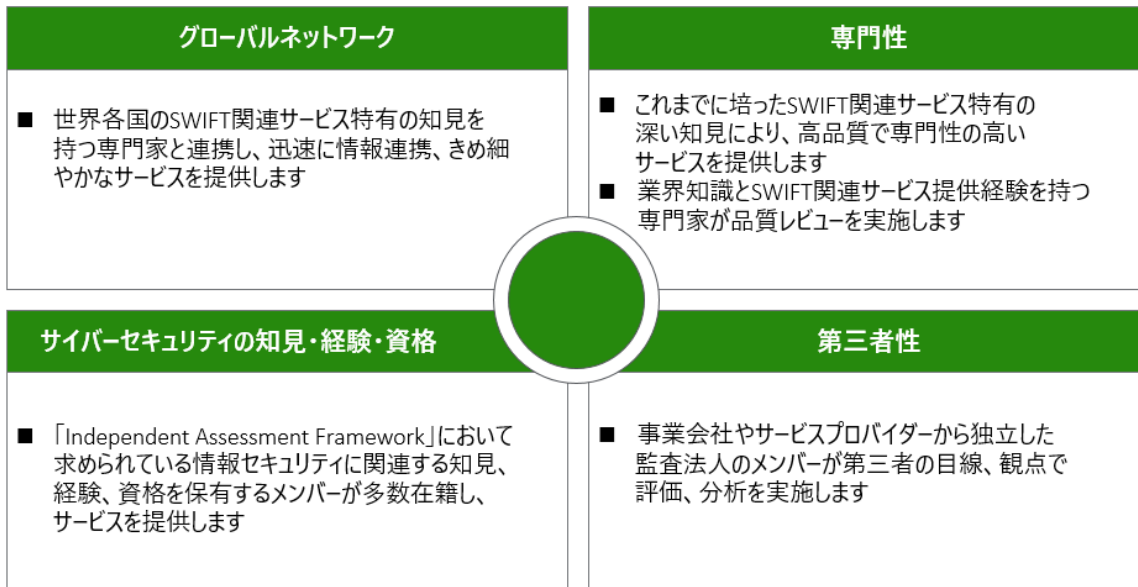 グローバルネットワーク
■ 世界各国のSWIFT関連サービス特有の知見を
持つ専門家と連携し、迅速に情報連携、きめ細
やかなサービスを提供します
専門性
■ これまでに培ったSWIFT関連サービス特有の
深い知見により、高品質で専門性の高い
サービスを提供します
■ 業界知識とSWIFT関連サービス提供経験を持つ
専門家が品質レビューを実施します
サイバーセキュリティの知見・経験・資格
■ 「Independent Assessment Framework」において
求められている情報セキュリティに関連する知見、
経験、資格を保有するメンバーが多数在籍し、
サービスを提供します
第三者性
■ 事業会社やサービスプロバイダーから独立した
監査法人のメンバーが第三者の目線、観点で
評価、分析を実施します